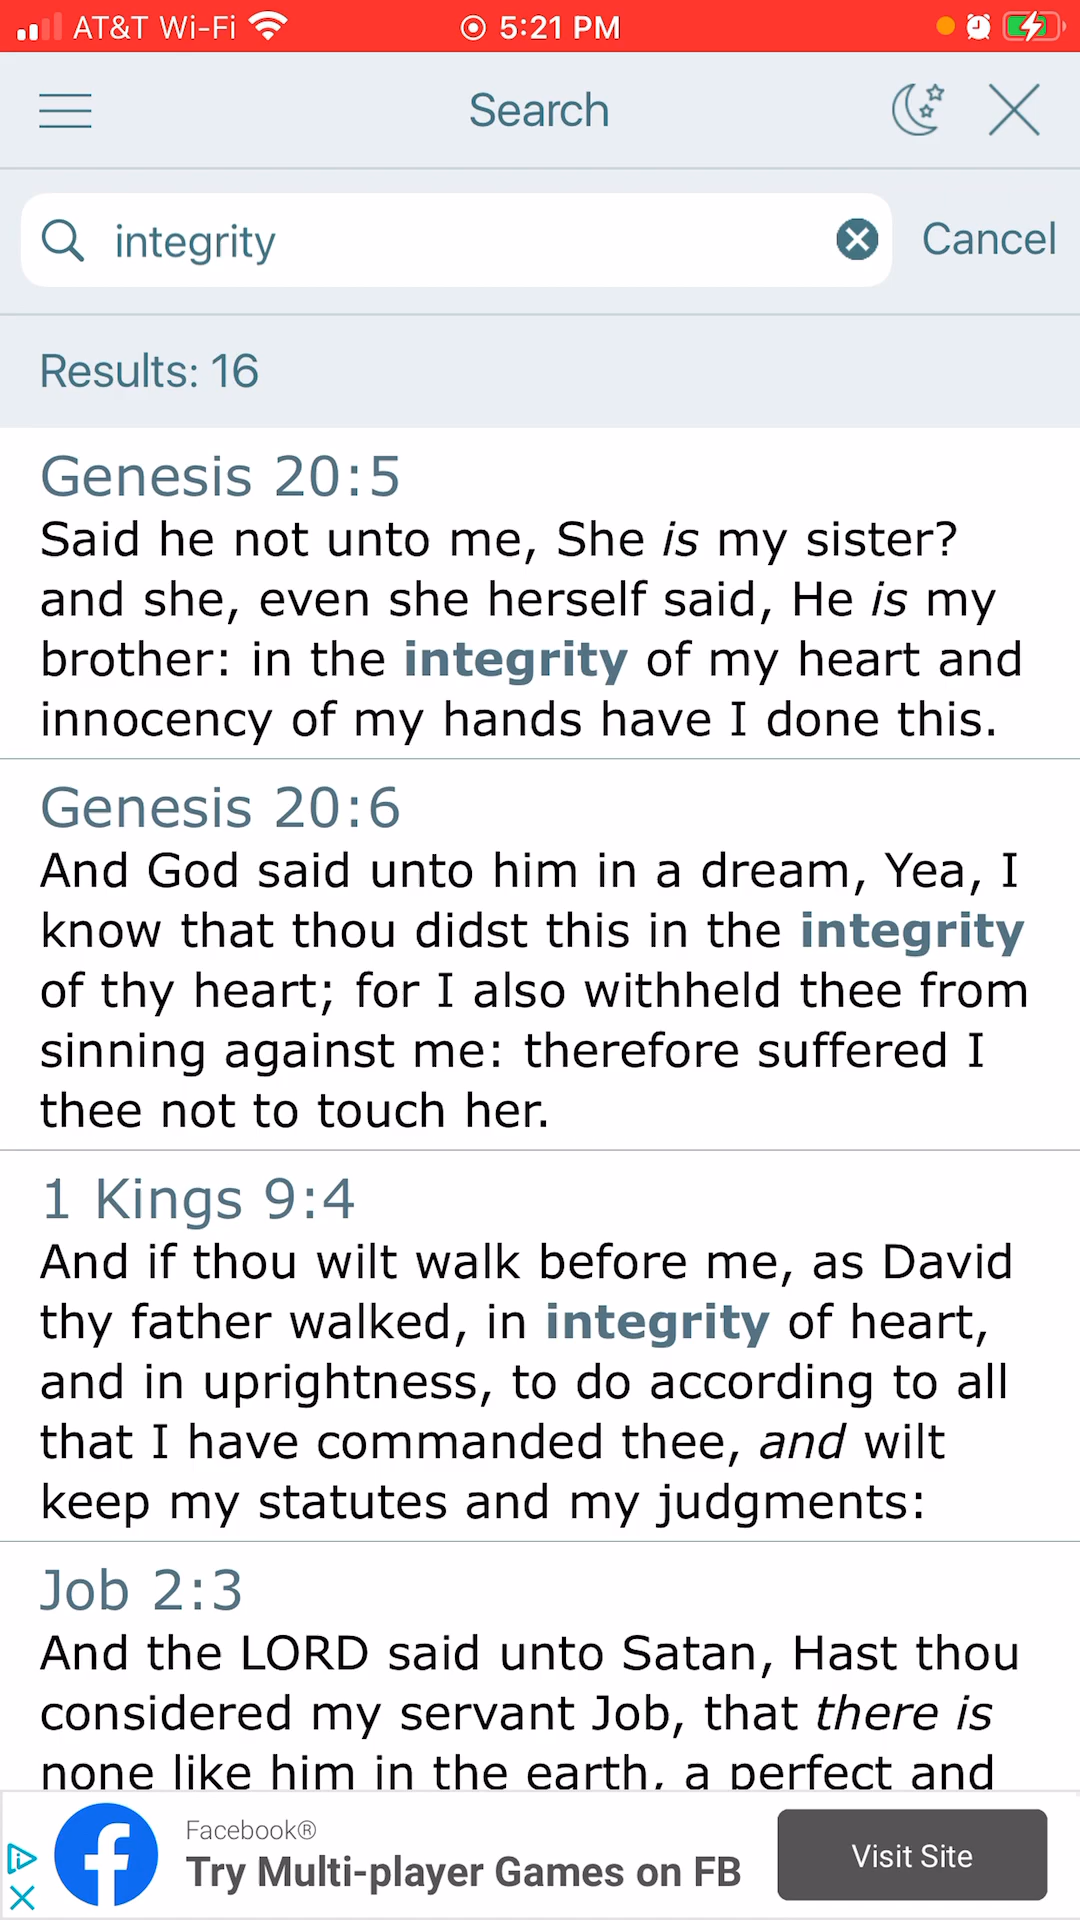 AT&T Wi-Fi 5:21 PM
Search
integrity Cancel
Results: 16
Genesis 20:5
Said he not unto me, She is my sister?
and she, even she herself said, He is my
brother: in the integrity of my heart and
innocency of my hands have I done this.
Genesis 20:6
And God said unto him in a dream, Yea, I
know that thou didst this in the integrity
of thy heart; for I also withheld thee from
sinning against me: therefore suffered I
thee not to touch her.
1 Kings 9:4
And if thou wilt walk before me, as David
thy father walked, in integrity of heart,
and in uprightness, to do according to all
that I have commanded thee, and wilt
keep my statutes and my judgments:
Job 2:3
And the LORD said unto Satan, Hast thou
considered my servant Job, that there is
none like him in the earth, a perfect and
Facebook®
Try Multi-player Games on FB
Visit Site